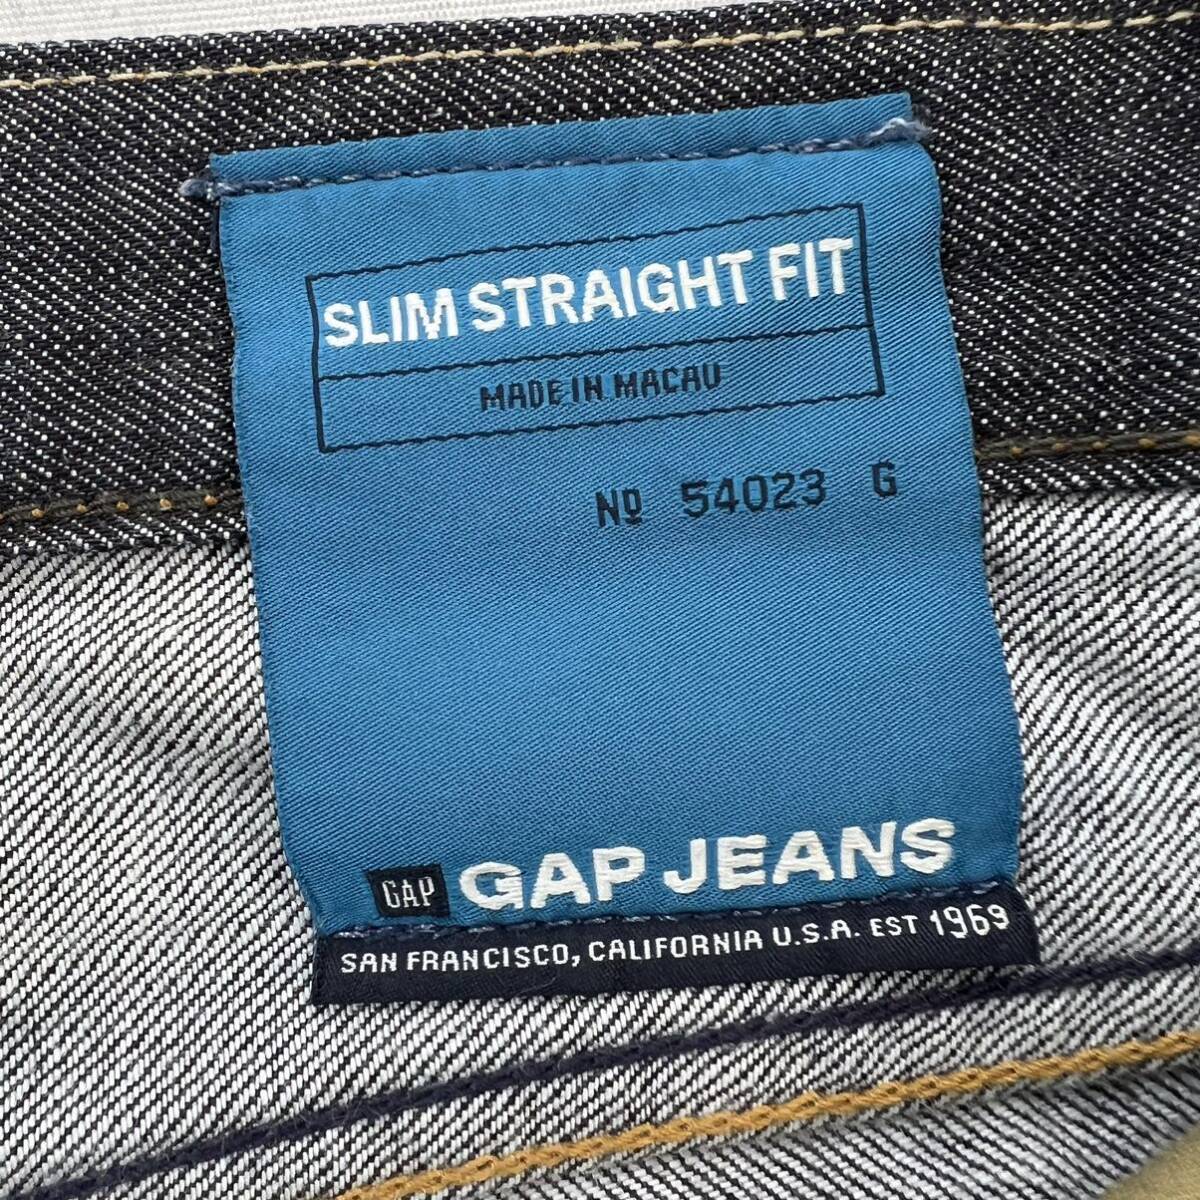 SLIM STRAIGHT FIT
MADE IN MACAU
Nº 54023 G
GAP GAP JEANS
SAN FRANCISCO, CALIFORNIA U.S.A. EST 1969